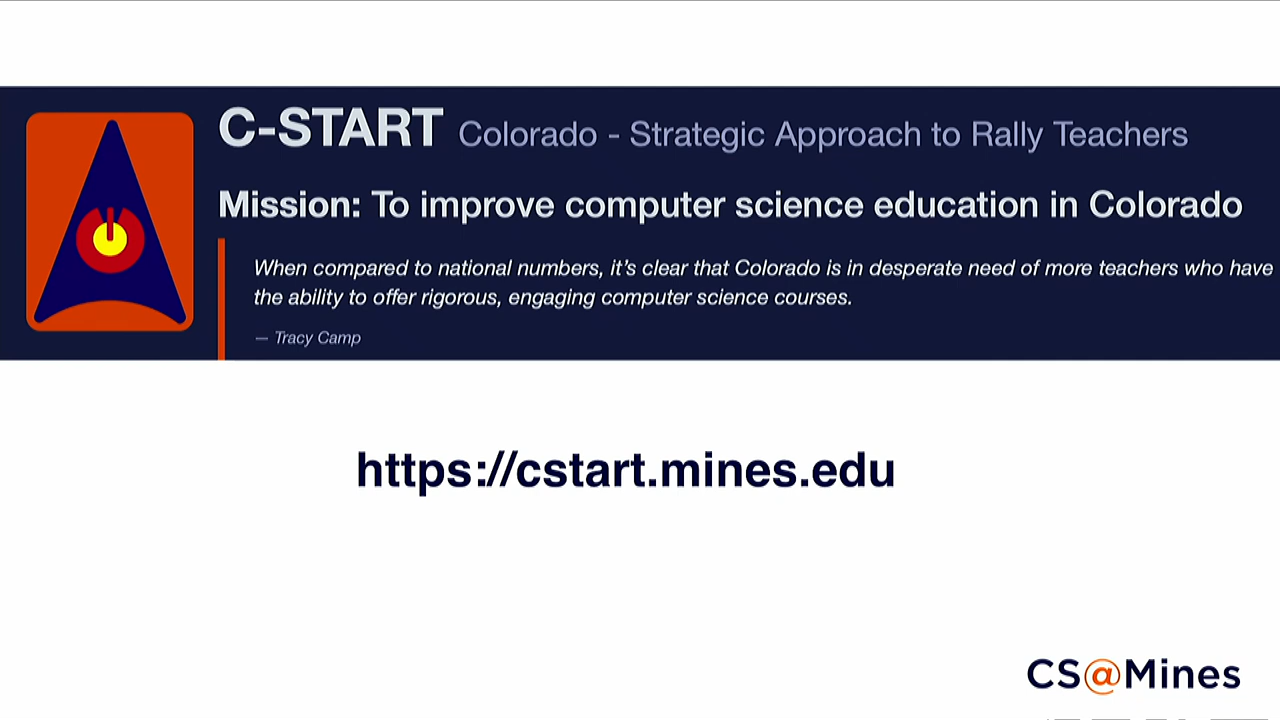 C-START Colorado - Strategic Approach to Rally Teachers
Mission: To improve computer science education in Colorado
When compared to national numbers, it's clear that Colorado is in desperate need of more teachers who have
the ability to offer rigorous, engaging computer science courses.
— Tracy Camp
https://cstart.mines.edu
CS@Mines